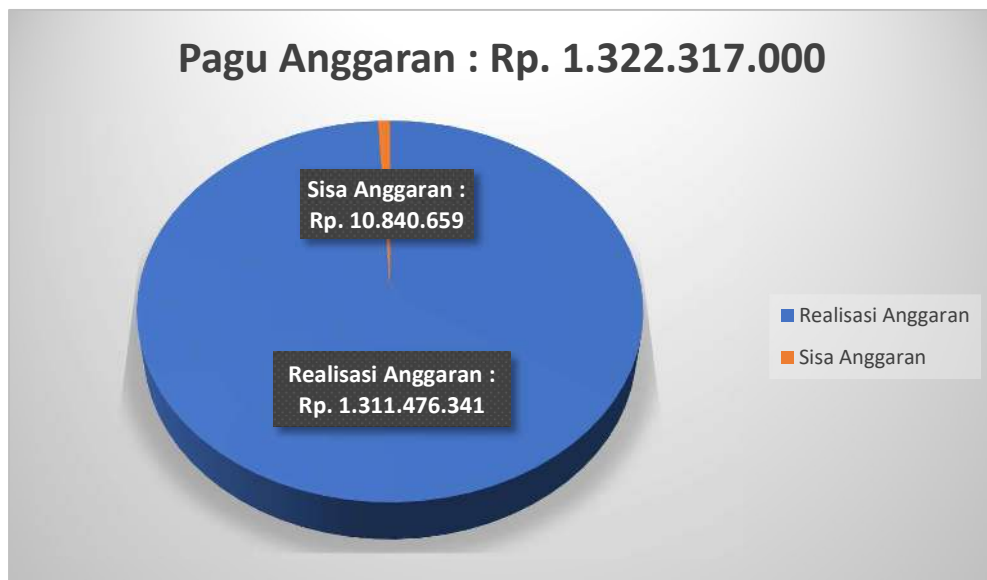 Pagu Anggaran : Rp. 1.322.317.000
Sisa Anggaran :
Rp. 10.840.659
Realisasi Anggaran :
Rp. 1.311.476.341
Realisasi Anggaran
Sisa Anggaran